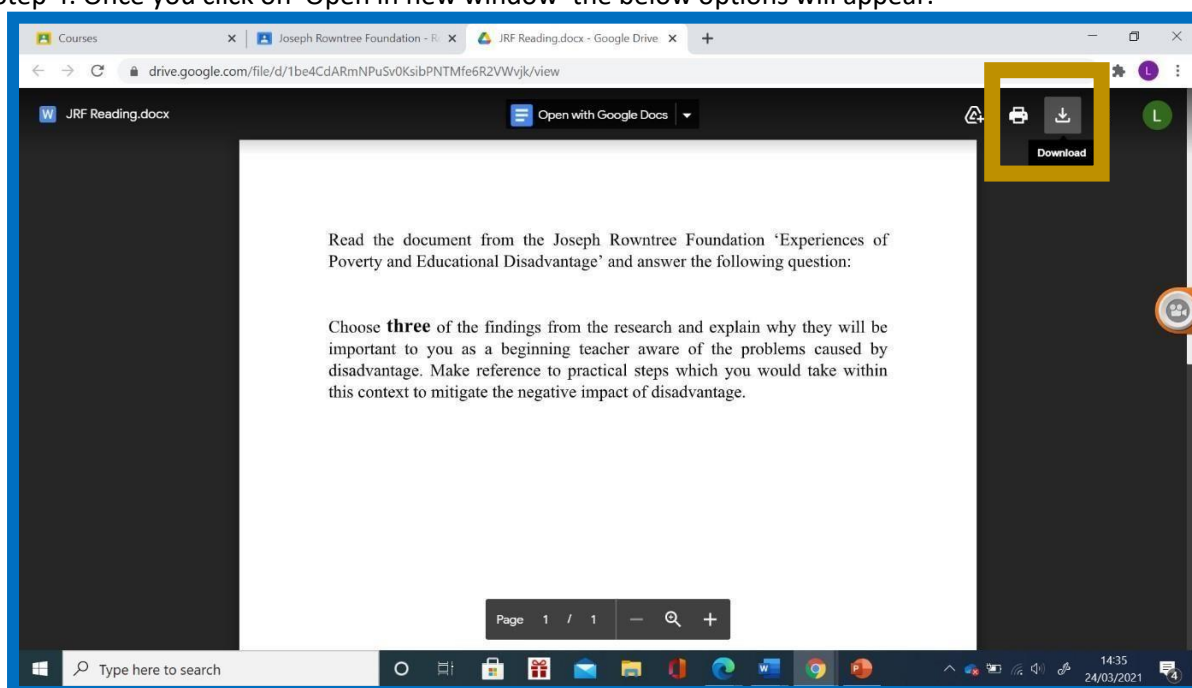 Step 4: Once you click on 'Open in new window' the below options will appear:
Courses
Joseph Rowntree Foundation - R
JRF Reading.docx - Google Drive
drive.google.com/file/d/1be4CdARmNPuSv0KsibPNTMfe6R2VWvjk/view
L
W JRF Reading.docx
Open with Google Docs
L
Download
Read the document from the Joseph Rowntree Foundation ‘Experiences of
Poverty and Educational Disadvantage’ and answer the following question:
Choose three of the findings from the research and explain why they will be
important to you as a beginning teacher aware of the problems caused by
disadvantage. Make reference to practical steps which you would take within
this context to mitigate the negative impact of disadvantage.
Page 1 / 1
Type here to search
14:35
24/03/2021
4